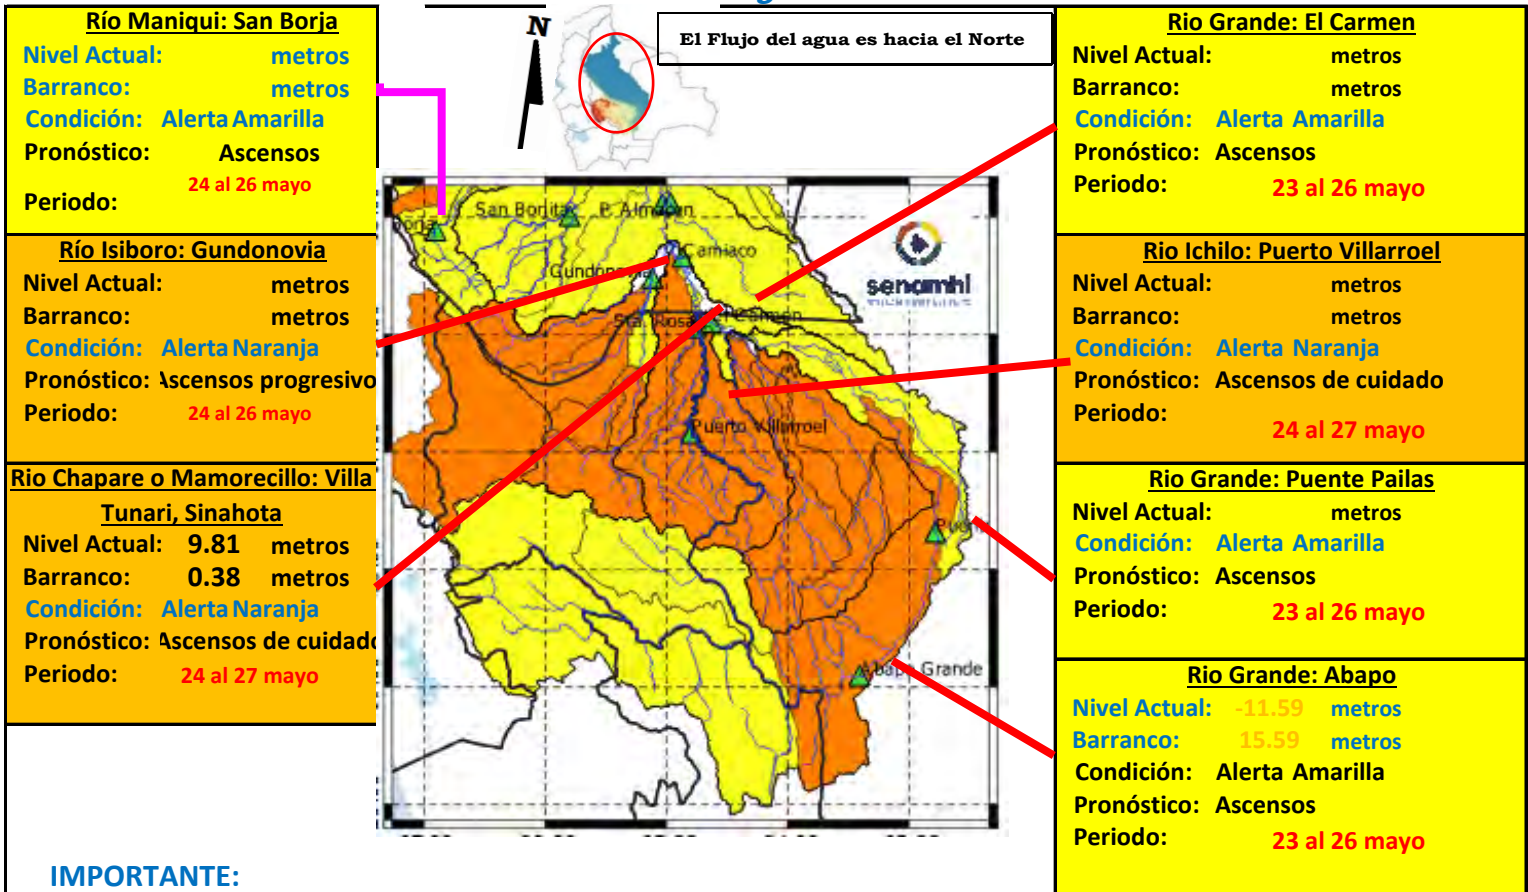 Río Maniqui: San Borja
Nivel Actual: metros
Barranco: metros
Condición: Alerta Amarilla
Pronóstico: Ascensos
Periodo: 24 al 26 mayo
Río Isiboro: Gundonovia
Nivel Actual: metros
Barranco: metros
Condición: Alerta Naranja
Pronóstico: Ascensos progresivo
Periodo: 24 al 26 mayo
Rio Chapare o Mamorecillo: Villa
Tunari, Sinahota
Nivel Actual: 9.81 metros
Barranco: 0.38 metros
Condición: Alerta Naranja
Pronóstico: Ascensos de cuidado
Periodo: 24 al 27 mayo
IMPORTANTE:
N
El Flujo del agua es hacia el Norte
San Borjita
P. Almacen
Camiaco
Gundonovia
senamhi
Sta. Rosa
El Carmen
Puerto Villarroel
Abapo Grande
Rio Grande: El Carmen
Nivel Actual: metros
Barranco: metros
Condición: Alerta Amarilla
Pronóstico: Ascensos
Periodo: 23 al 26 mayo
Rio Ichilo: Puerto Villarroel
Nivel Actual: metros
Barranco: metros
Condición: Alerta Naranja
Pronóstico: Ascensos de cuidado
Periodo: 24 al 27 mayo
Rio Grande: Puente Pailas
Nivel Actual: metros
Condición: Alerta Amarilla
Pronóstico: Ascensos
Periodo: 23 al 26 mayo
Rio Grande: Abapo
Nivel Actual: -11.59 metros
Barranco: 15.59 metros
Condición: Alerta Amarilla
Pronóstico: Ascensos
Periodo: 23 al 26 mayo